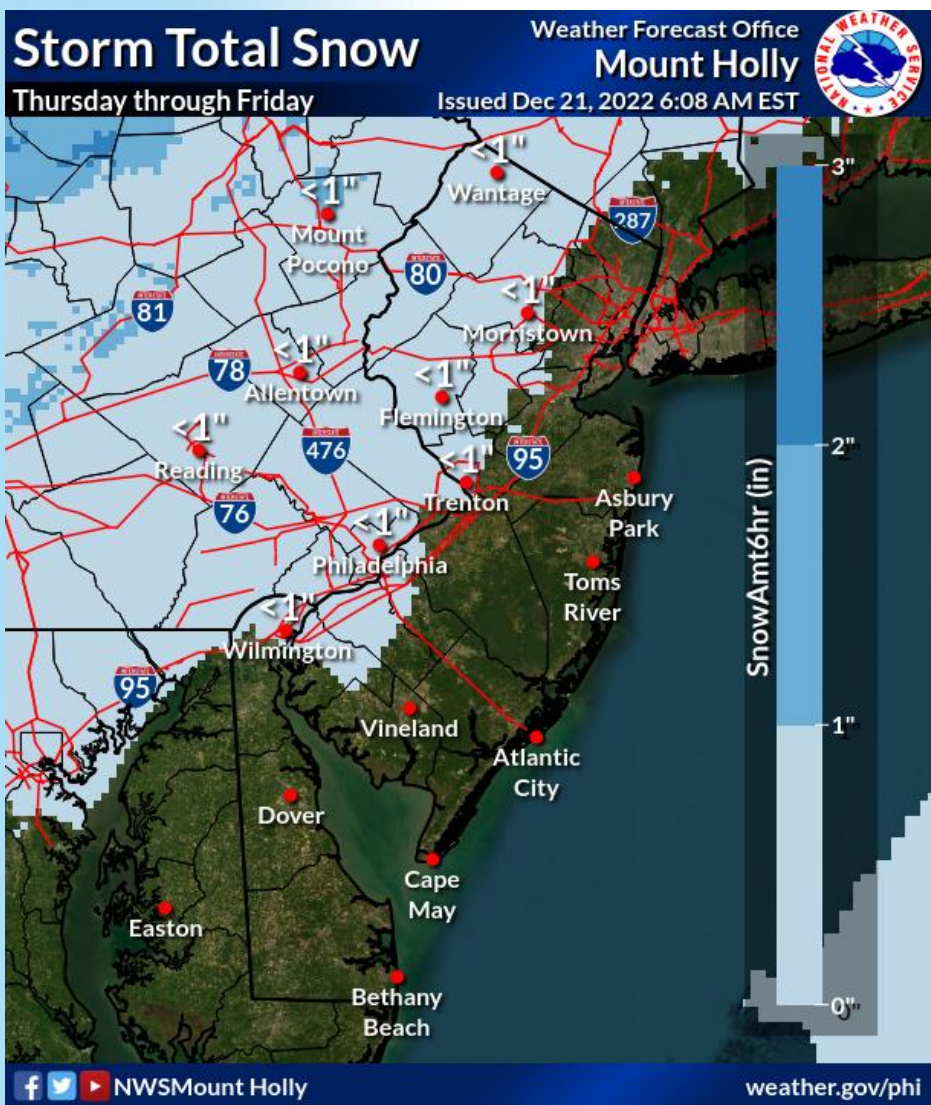 Storm Total Snow
Thursday through Friday
Weather Forecast Office
Mount Holly
Issued Dec 21, 2022 6:08 AM EST
NATIONAL WEATHER SERVICE
<1"
Wantage
<1"
Mount
Pocono
287
80
81
<1"
Morristown
78
<1"
Allentown
<1"
Flemington
<1"
Reading
476
95
<1"
Trenton
Asbury
Park
76
<1"
Philadelphia
Toms
River
<1"
Wilmington
95
Vineland
Atlantic
City
Dover
Cape
May
Easton
Bethany
Beach
3"
2"
1"
0"
SnowAmt6hr (in)
NWSMount Holly
weather.gov/phi